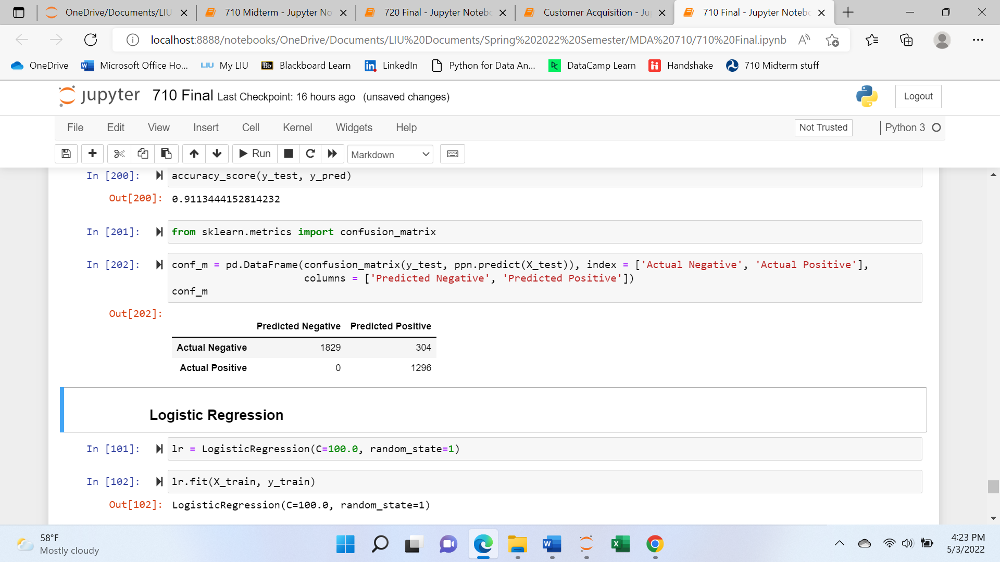 OneDrive/Documents/LIU
710 Midterm - Jupyter No
720 Final - Jupyter Notebo
Customer Acquisition - Ju
710 Final - Jupyter Notebo
localhost:8888/notebooks/OneDrive/Documents/LIU%20Documents/Spring%202022%20Semester/MDA%20710/710%20Final.ipynb
OneDrive
Microsoft Office Ho...
LIU My LIU
Bb Blackboard Learn
in LinkedIn
Python for Data An...
DataCamp Learn
Handshake
710 Midterm stuff
jupyter 710 Final Last Checkpoint: 16 hours ago (unsaved changes)
Logout
File Edit View Insert Cell Kernel Widgets Help
Not Trusted
Python 3
Run
Markdown
In [200]: accuracy_score(y_test, y_pred)
Out[200]: 0.9113444152814232
In [201]: from sklearn.metrics import confusion_matrix
In [202]: conf_m = pd.DataFrame(confusion_matrix(y_test, ppn.predict(X_test)), index = ['Actual Negative', 'Actual Positive'],
columns = ['Predicted Negative', 'Predicted Positive'])
conf_m
Out[202]:
Predicted Negative Predicted Positive
Actual Negative 1829 304
Actual Positive 0 1296
Logistic Regression
In [101]: lr = LogisticRegression(C=100.0, random_state=1)
In [102]: lr.fit(X_train, y_train)
Out[102]: LogisticRegression(C=100.0, random_state=1)
58°F
Mostly cloudy
4:23 PM
5/3/2022